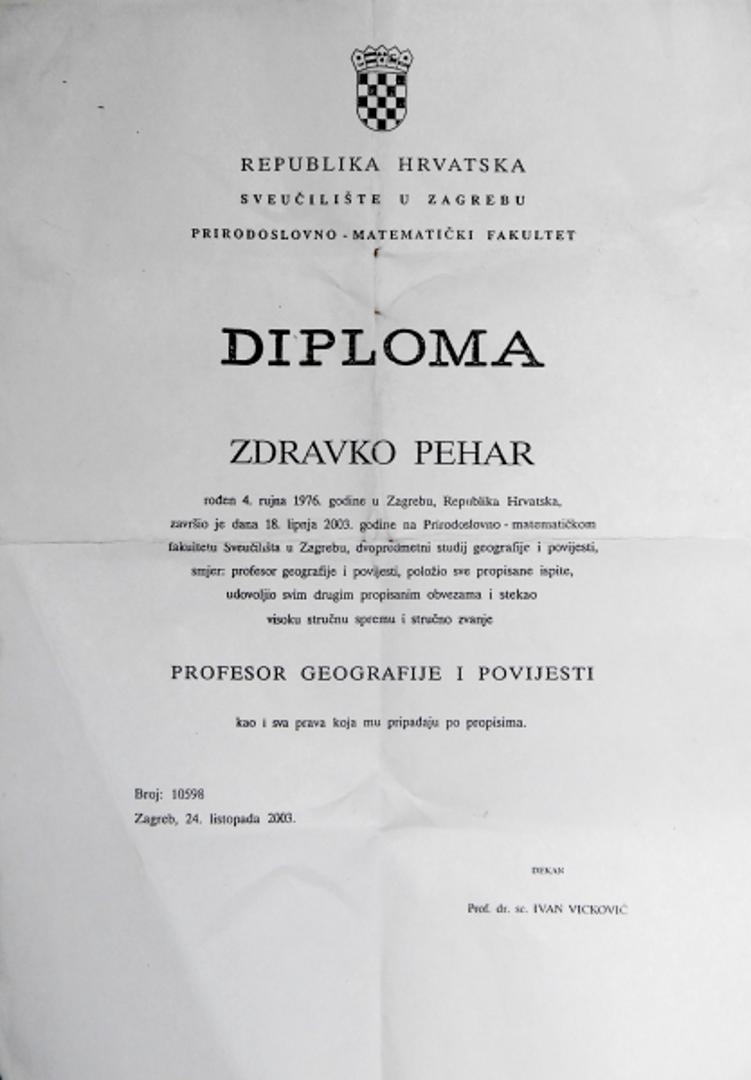 REPUBLIKA HRVATSKA
SVEUČILIŠTE U ZAGREBU
PRIRODOSLOVNO - MATEMATIČKI FAKULTET
DIPLOMA
ZDRAVKO PEHAR
rođen 4. rujna 1976. godine u Zagrebu, Republika Hrvatska,
završio je dana 18. lipnja 2003. godine na Prirodoslovno - matematičkom
fakultetu Sveučilišta u Zagrebu, dvopredmetni studij geografije i povijesti,
smjer: profesor geografije i povijesti, položio sve propisane ispite,
udovoljio svim drugim propisanim obvezama i stekao
visoku stručnu spremu i stručno zvanje
PROFESOR GEOGRAFIJE I POVIJESTI
kao i sva prava koja mu pripadaju po propisima.
Broj: 10598
Zagreb, 24. listopada 2003.
DEKAN
Prof. dr. sc. IVAN VICKOVIĆ